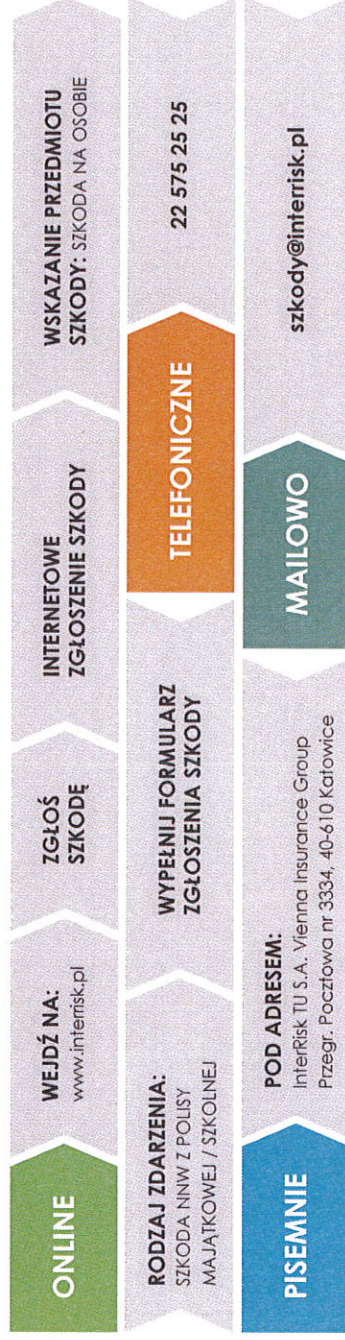 ONLINE
WEJDŹ NA:
www.interrisk.pl
ZGŁOŚ
SZKODĘ
INTERNETOWE
ZGŁOSZENIE SZKODY
WSKAZANIE PRZEDMIOTU
SZKODY: SZKODA NA OSOBIE
RODZAJ ZDARZENIA:
SZKODA NNW Z POLISY
MAJĄTKOWEJ / SZKOLNEJ
WYPEŁNIJ FORMULARZ
ZGŁOSZENIA SZKODY
TELEFONICZNE
22 575 25 25
PISEMNIE
POD ADRESEM:
InterRisk TU S.A. Vienna Insurance Group
Przegr. Pocztowa nr 3334, 40-610 Katowice
MAILOWO
szkody@interrisk.pl